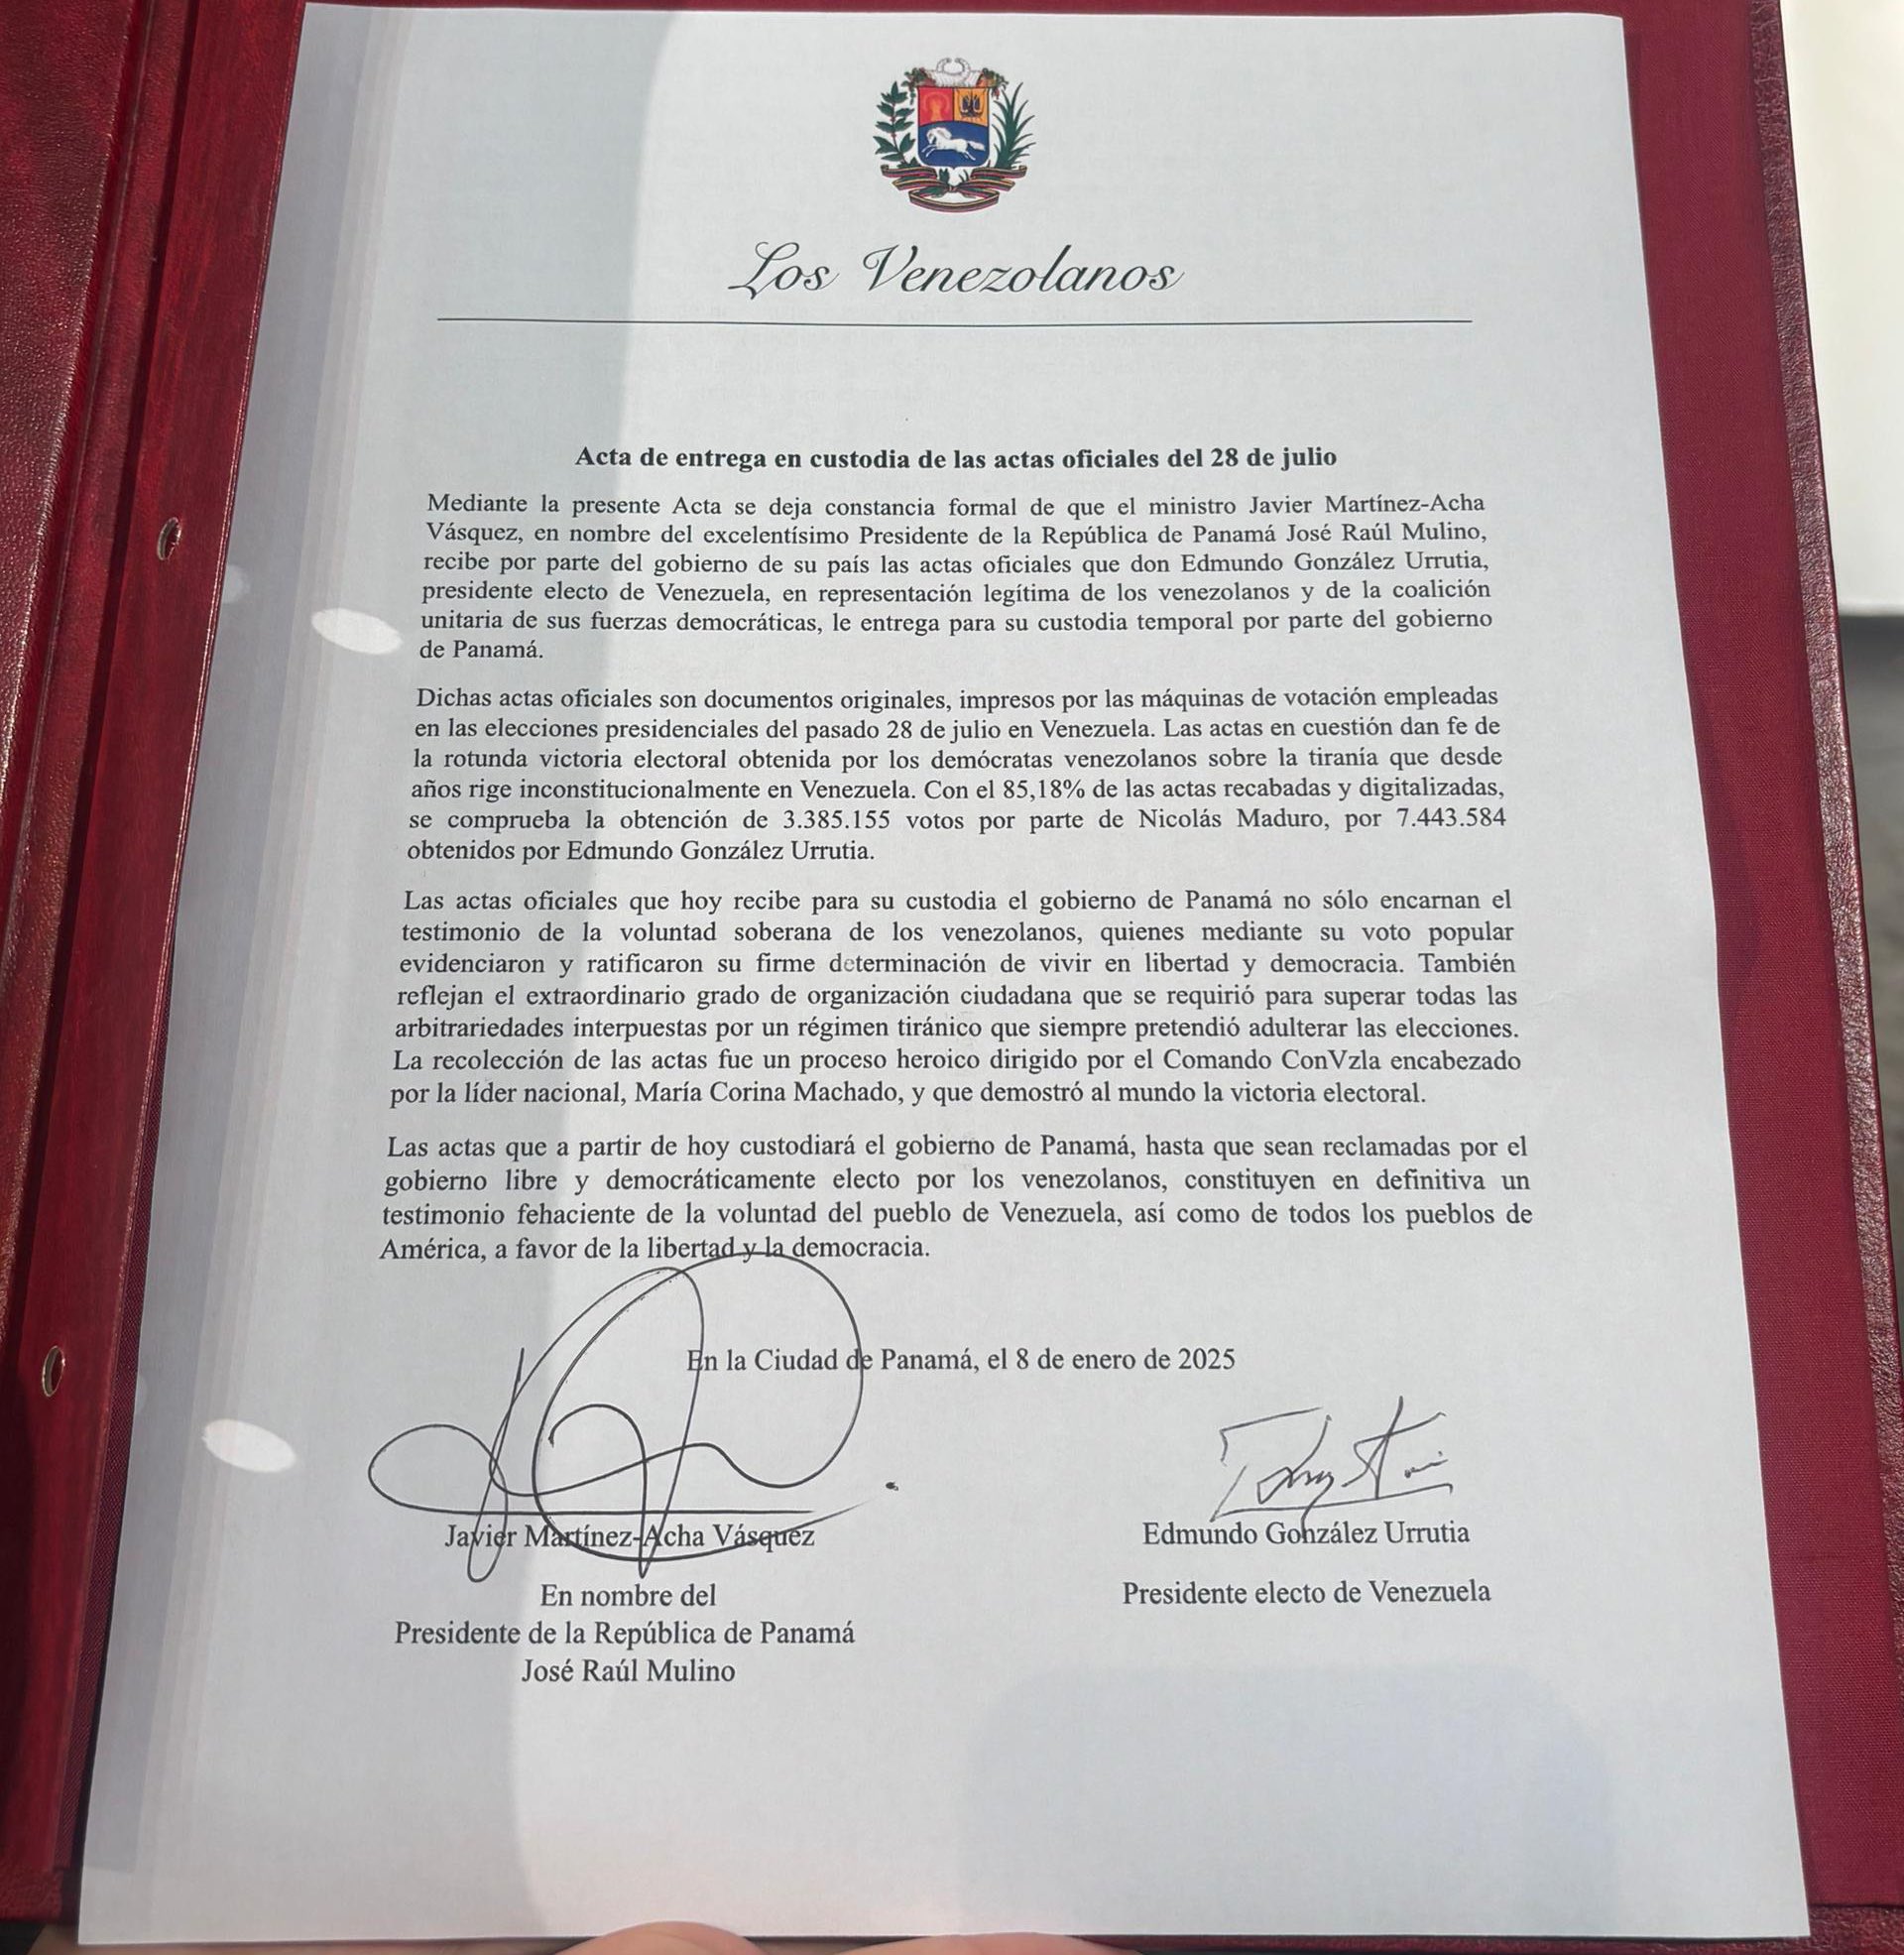 Los Venezolanos
Acta de entrega en custodia de las actas oficiales del 28 de julio
Mediante la presente Acta se deja constancia formal de que el ministro Javier Martínez-Acha
Vásquez, en nombre del excelentísimo Presidente de la República de Panamá José Raúl Mulino,
recibe por parte del gobierno de su país las actas oficiales que don Edmundo González Urrutia,
presidente electo de Venezuela, en representación legítima de los venezolanos y de la coalición
unitaria de sus fuerzas democráticas, le entrega para su custodia temporal por parte del gobierno
de Panamá.
Dichas actas oficiales son documentos originales, impresos por las máquinas de votación empleadas
en las elecciones presidenciales del pasado 28 de julio en Venezuela. Las actas en cuestión dan fe de
la rotunda victoria electoral obtenida por los demócratas venezolanos sobre la tiranía que desde
años rige inconstitucionalmente en Venezuela. Con el 85,18% de las actas recabadas y digitalizadas,
se comprueba la obtención de 3.385.155 votos por parte de Nicolás Maduro, por 7.443.584
obtenidos por Edmundo González Urrutia.
Las actas oficiales que hoy recibe para su custodia el gobierno de Panamá no sólo encarnan el
testimonio de la voluntad soberana de los venezolanos, quienes mediante su voto popular
evidenciaron y ratificaron su firme determinación de vivir en libertad y democracia. También
reflejan el extraordinario grado de organización ciudadana que se requirió para superar todas las
arbitrariedades interpuestas por un régimen tiránico que siempre pretendió adulterar las elecciones.
La recolección de las actas fue un proceso heroico dirigido por el Comando ConVzla encabezado
por la líder nacional, María Corina Machado, y que demostró al mundo la victoria electoral.
Las actas que a partir de hoy custodiará el gobierno de Panamá, hasta que sean reclamadas por el
gobierno libre y democráticamente electo por los venezolanos, constituyen en definitiva un
testimonio fehaciente de la voluntad del pueblo de Venezuela, así como de todos los pueblos de
América, a favor de la libertad y la democracia.
En la Ciudad de Panamá, el 8 de enero de 2025
Javier Martínez-Acha Vásquez
En nombre del
Presidente de la República de Panamá
José Raúl Mulino
Edmundo González Urrutia
Presidente electo de Venezuela